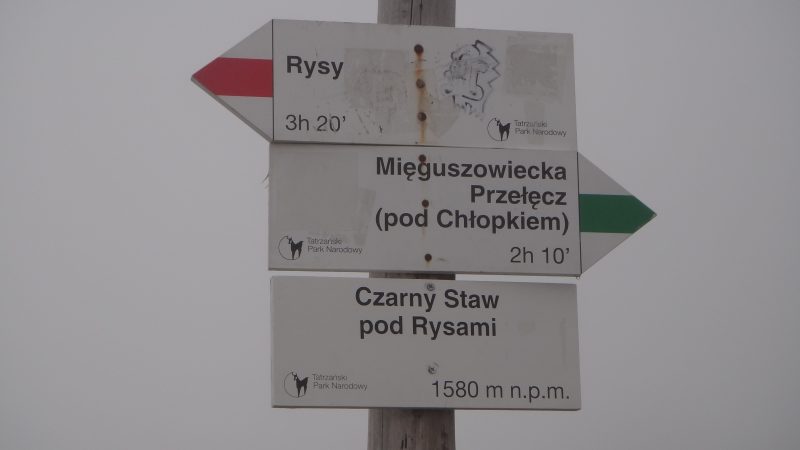 Rysy
3h 20'
Tatrzański
Park Narodowy
Mięguszowiecka
Przełęcz
(pod Chłopkiem)
2h 10'
Tatrzański
Park Narodowy
Czarny Staw
pod Rysami
Tatrzański
Park Narodowy
1580 m n.p.m.